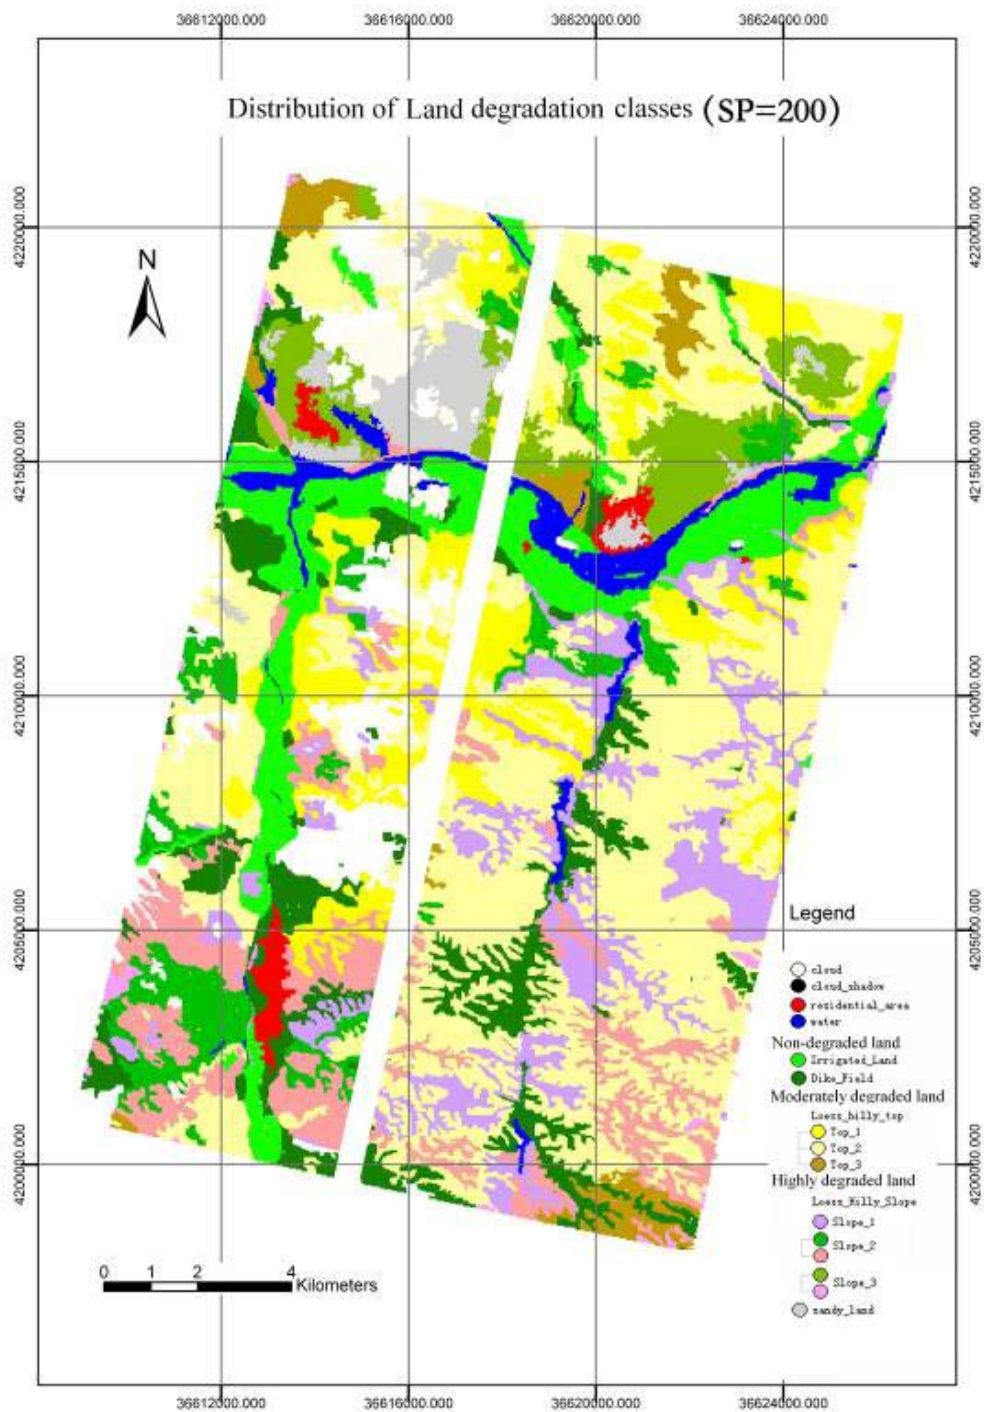 36612000.000 36616000.000 36620000.000 36624000.000
Distribution of Land degradation classes (SP=200)
4220000.000 4220000.000
N
4215000.000 4215000.000
4210000.000 4210000.000
4205000.000 4205000.000
Legend
cloud
cloud_shadow
residential_area
water
Non-degraded land
Irrigated_Land
Dike_Field
Moderately degraded land
Loess_hilly_top
Top_1
Top_2
Top_3
4200000.000 4200000.000
Highly degraded land
Loess_Hilly_Slope
Slope_1
Slope_2
Slope_3
sandy_land
0 1 2 4
Kilometers
36612000.000 36616000.000 36620000.000 36624000.000